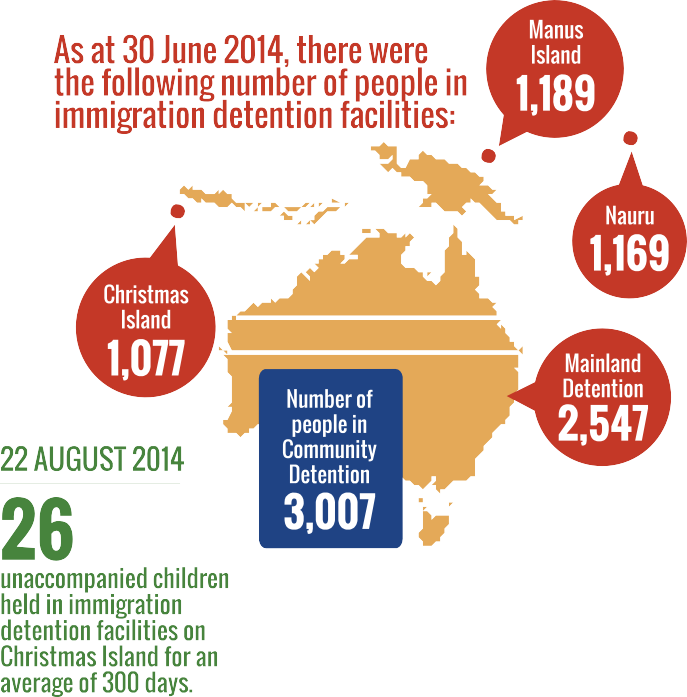 As at 30 June 2014, there were
the following number of people in
immigration detention facilities:
Manus
Island
1,189
Nauru
1,169
Christmas
Island
1,077
Mainland
Detention
2,547
Number of
people in
Community
Detention
3,007
22 AUGUST 2014
26
unaccompanied children
held in immigration
detention facilities on
Christmas Island for an
average of 300 days.